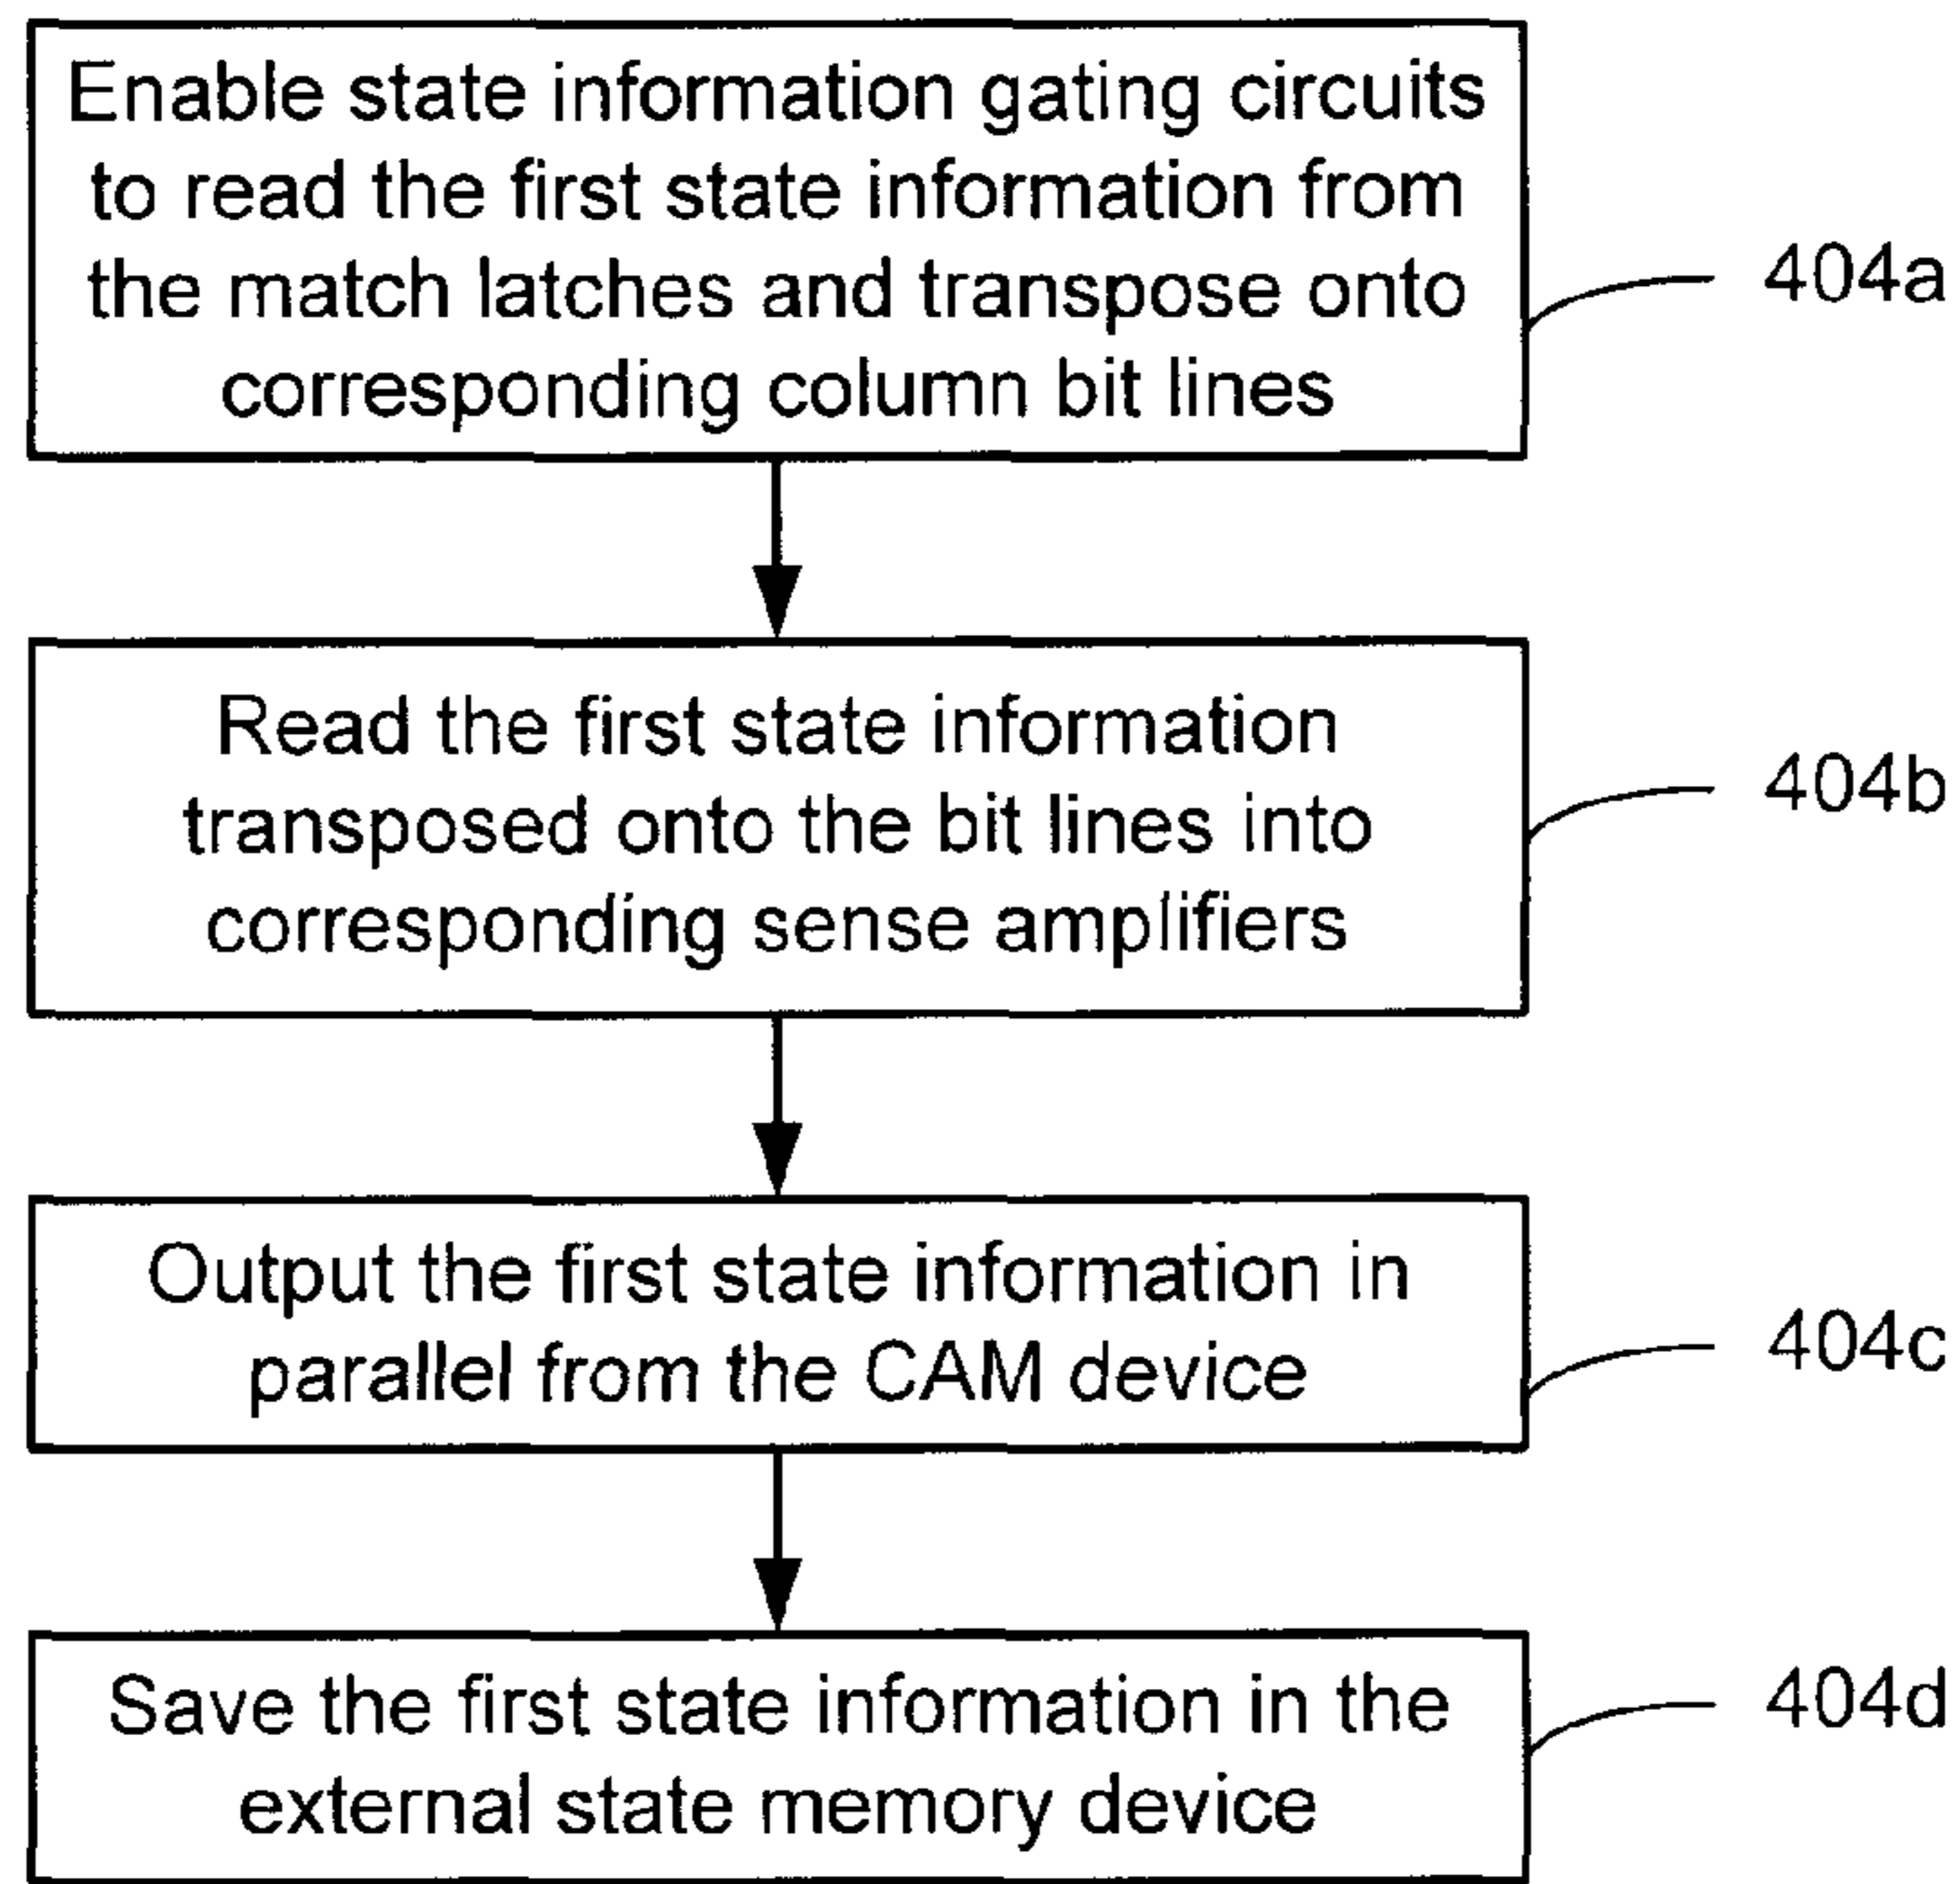 Enable state information gating circuits
to read the first state information from
the match latches and transpose onto
corresponding column bit lines
404a
Read the first state information
transposed onto the bit lines into
corresponding sense amplifiers
404b
Output the first state information in
parallel from the CAM device
404c
Save the first state information in the
external state memory device
404d